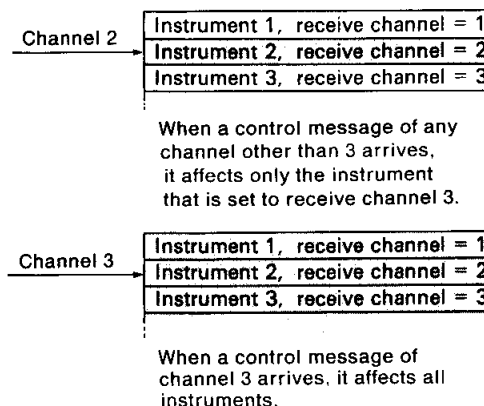 Channel 2
Instrument 1, receive channel = 1
Instrument 2, receive channel = 2
Instrument 3, receive channel = 3
When a control message of any
channel other than 3 arrives,
it affects only the instrument
that is set to receive channel 3.
Channel 3
Instrument 1, receive channel = 1
Instrument 2, receive channel = 2
Instrument 3, receive channel = 3
When a control message of
channel 3 arrives, it affects all
instruments.